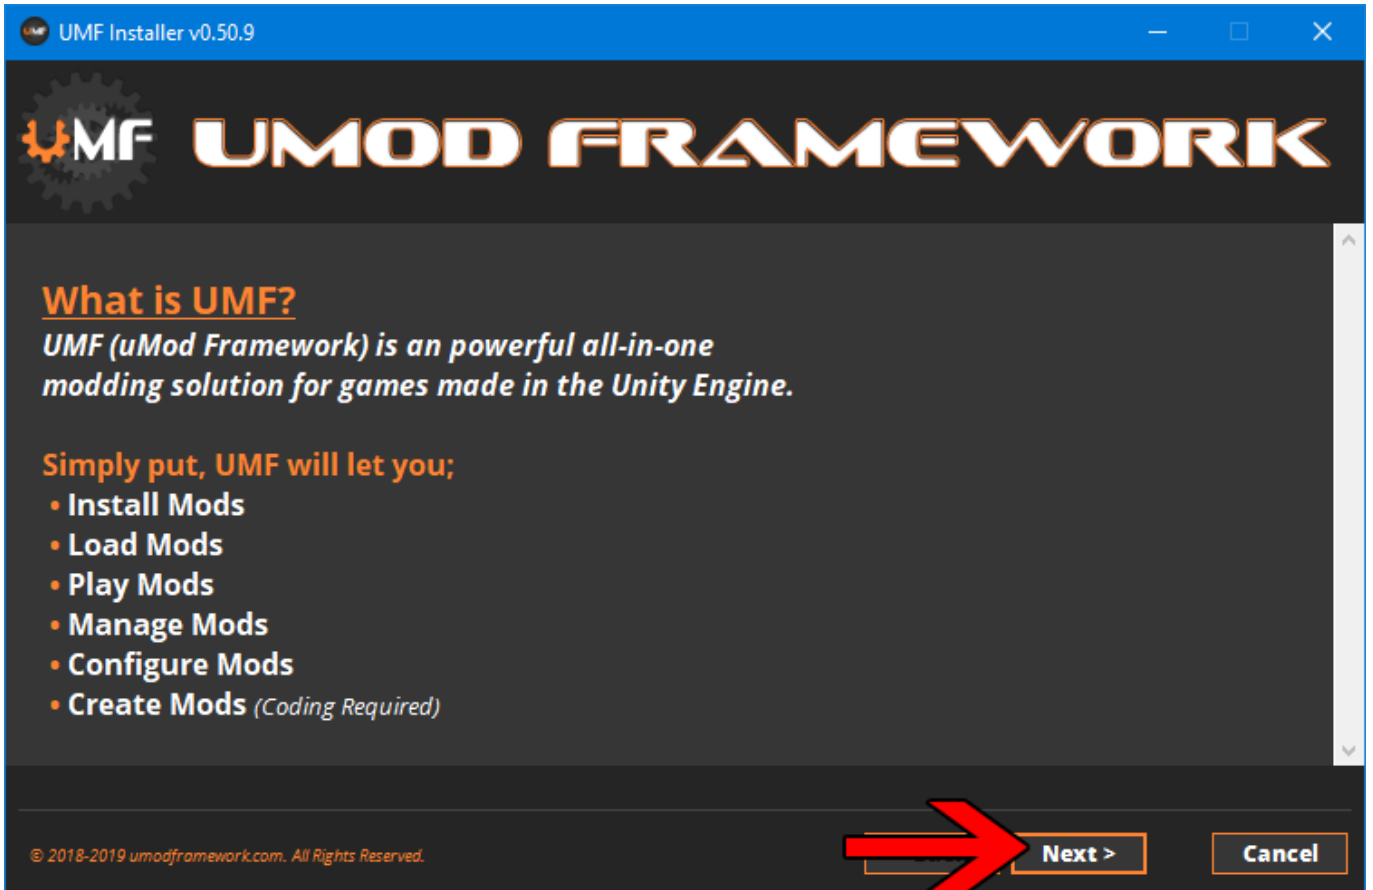 UMF Installer v0.50.9
UMF
UMOD FRAMEWORK
What is UMF?
UMF (uMod Framework) is an powerful all-in-one
modding solution for games made in the Unity Engine.
Simply put, UMF will let you;
• Install Mods
• Load Mods
• Play Mods
• Manage Mods
• Configure Mods
• Create Mods (Coding Required)
© 2018-2019 umodframework.com. All Rights Reserved.
Next >
Cancel